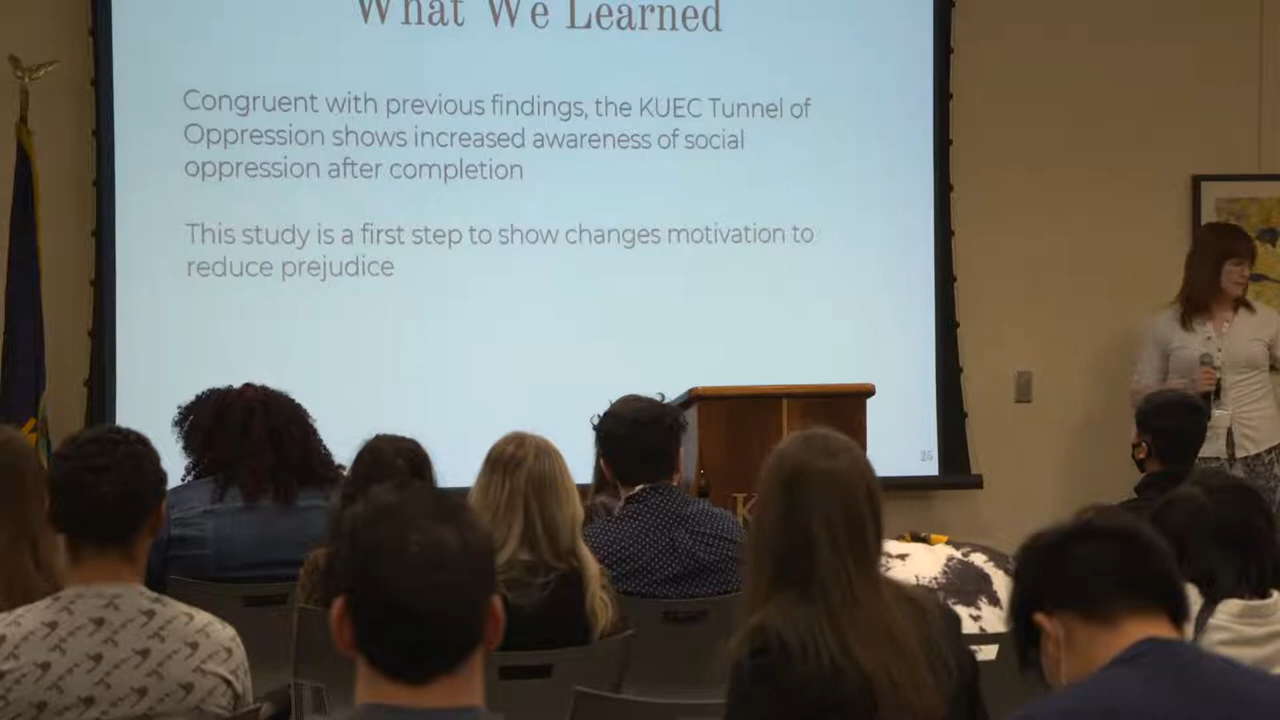 What We Learned
Congruent with previous findings, the KUEC Tunnel of
Oppression shows increased awareness of social
oppression after completion
This study is a first step to show changes motivation to
reduce prejudice
K